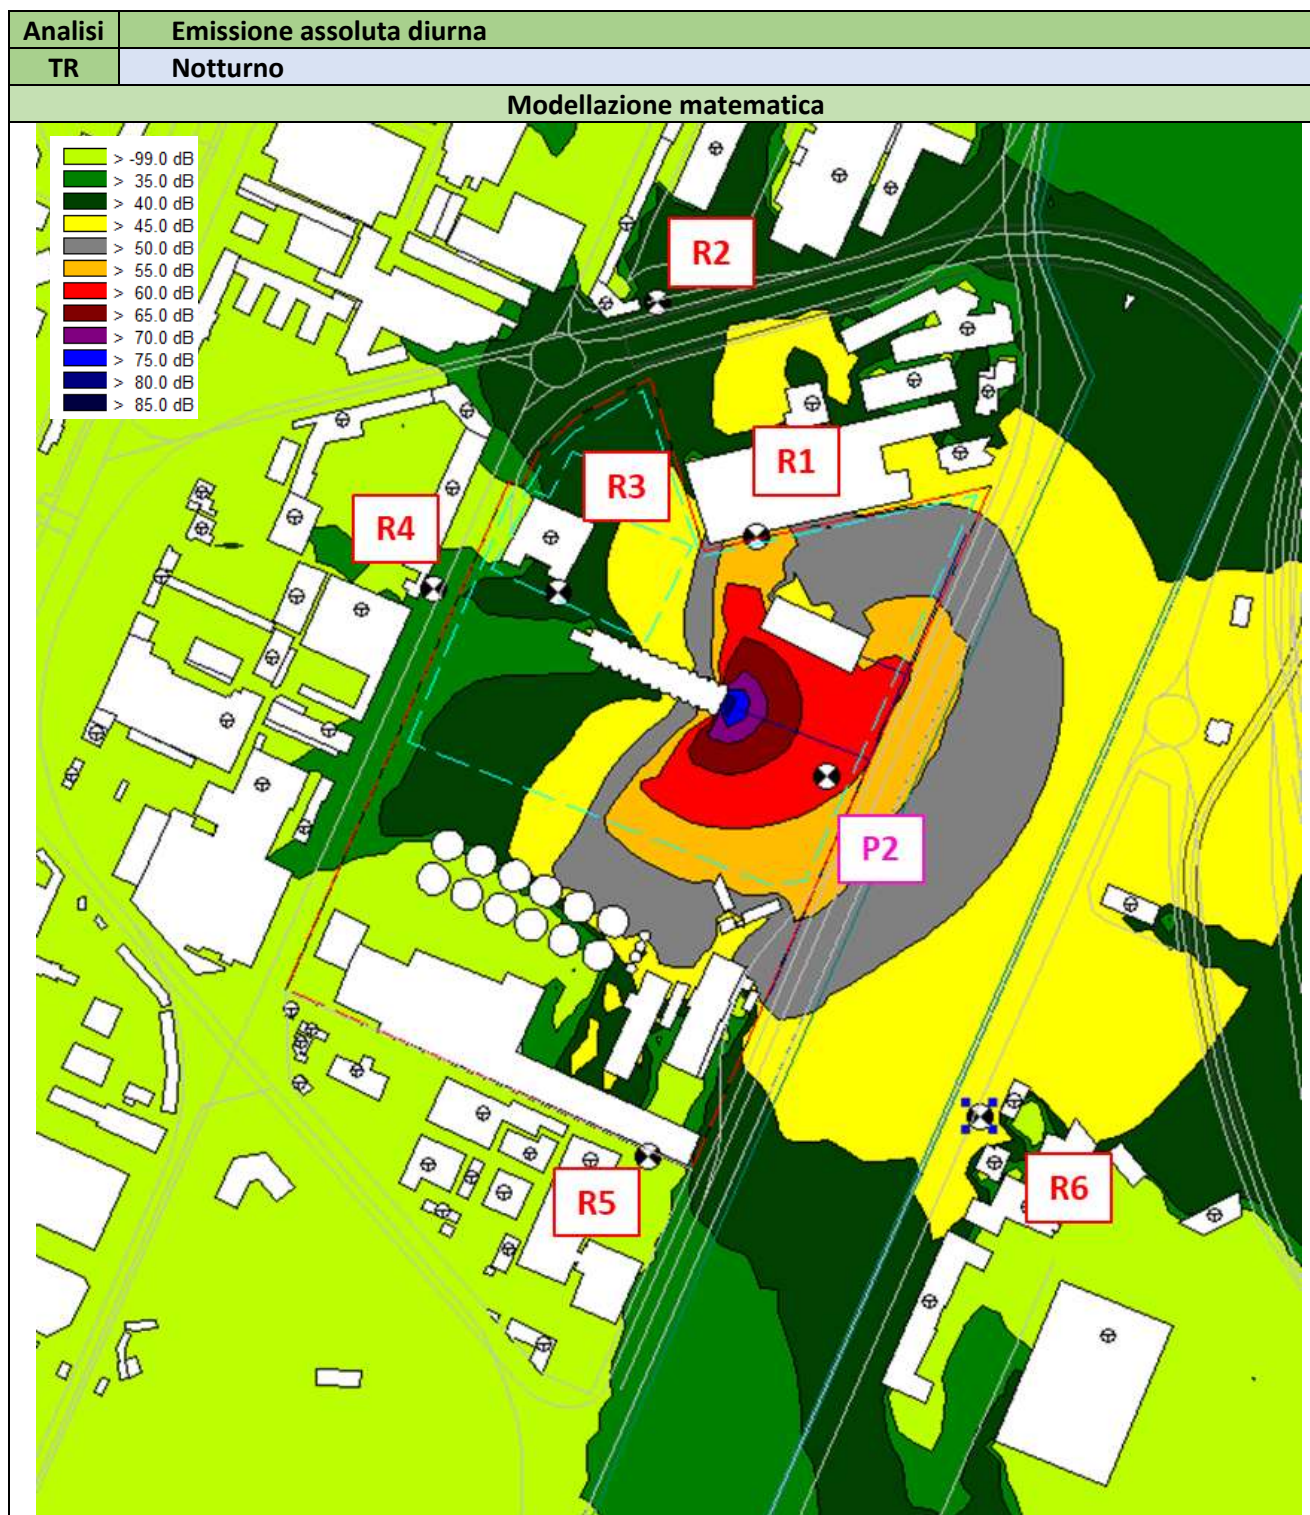 Analisi Emissione assoluta diurna
TR Notturno
Modellazione matematica
> -99.0 dB
> 35.0 dB
> 40.0 dB
> 45.0 dB
> 50.0 dB
> 55.0 dB
> 60.0 dB
> 65.0 dB
> 70.0 dB
> 75.0 dB
> 80.0 dB
> 85.0 dB
R2
R1
R3
R4
P2
R6
R5